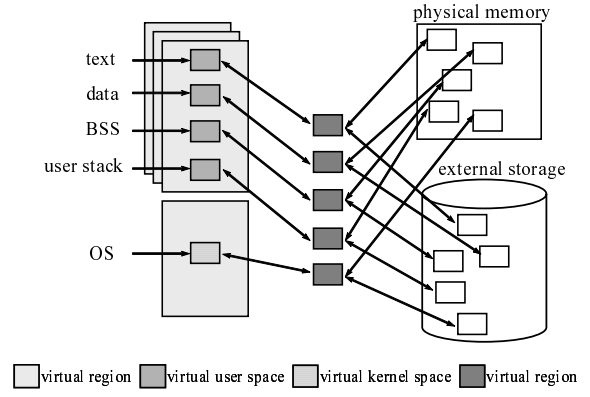 physical memory
text
data
BSS
user stack
external storage
OS
virtual region virtual user space virtual kernel space virtual region